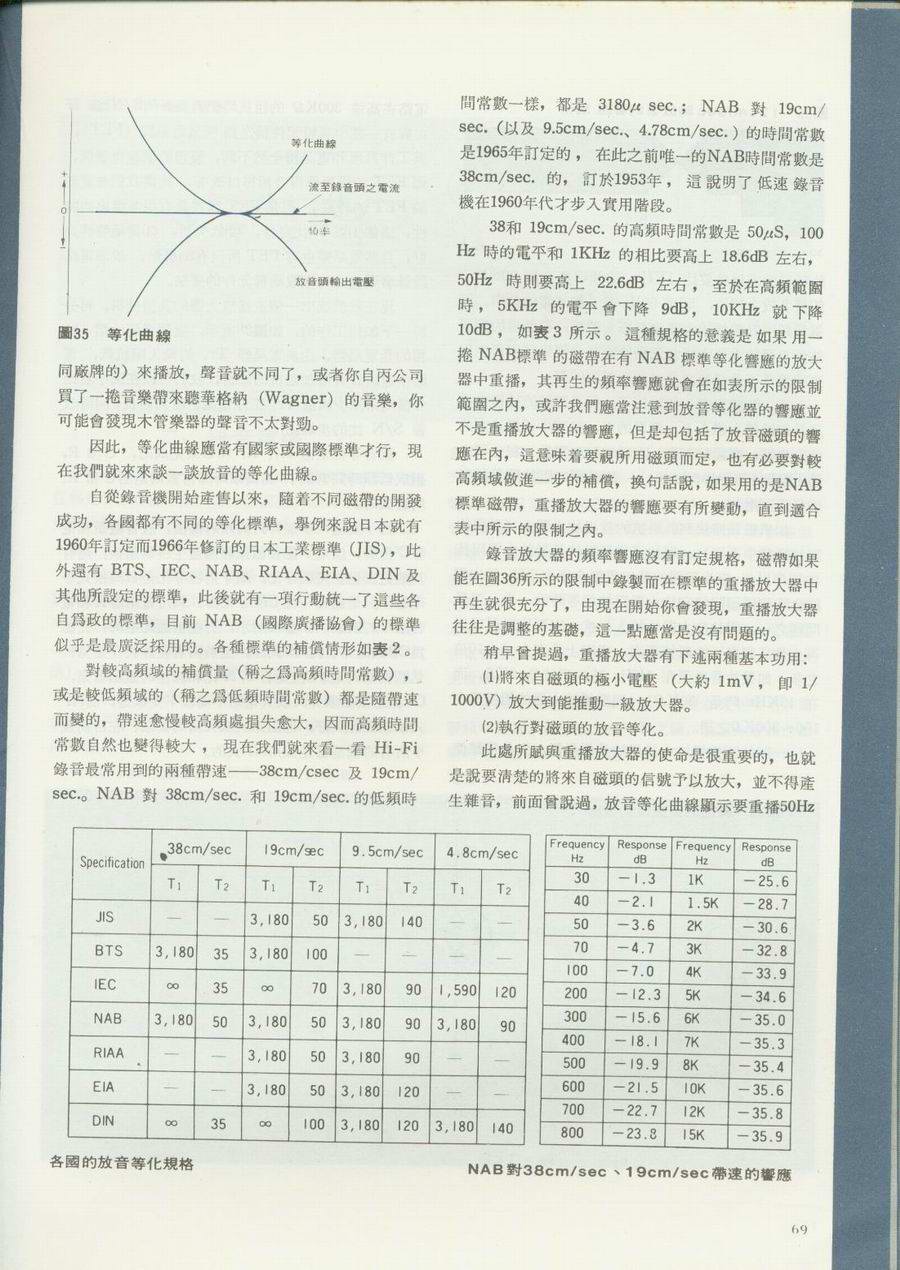 等化曲線
流至錄音頭之電流
+
0
−
頻率
放音頭輸出電壓
圖35 等化曲線
同廠牌的）來播放，聲音就不同了，或者你自丙公司
買了一捲音樂帶來聽華格納 (Wagner) 的音樂，你
可能會發現木管樂器的聲音不太對勁。
因此，等化曲線應當有國家或國際標準才行，現
在我們就來來談一談放音的等化曲線。
自從錄音機開始產售以來，隨着不同磁帶的開發
成功，各國都有不同的等化標準，舉例來說日本就有
1960年訂定而1966年修訂的日本工業標準 (JIS)，此
外還有 BTS、IEC、NAB、RIAA、EIA、DIN 及
其他所設定的標準，此後就有一項行動統一了這些各
自爲政的標準，目前 NAB （國際廣播協會）的標準
似乎是最廣泛採用的。各種標準的補償情形如表 2 。
對較高頻域的補償量（稱之爲高頻時間常數），
或是較低頻域的（稱之爲低頻時間常數）都是隨帶速
而變的，帶速愈慢較高頻處損失愈大，因而高頻時間
常數自然也變得較大，現在我們就來看一看 Hi-Fi
錄音最常用到的兩種帶速——38cm/csec 及 19cm/
sec.。NAB 對 38cm/sec. 和 19cm/sec. 的低頻時
間常數一樣，都是 3180μ sec.； NAB 對 19cm/
sec. (以及 9.5cm/sec.、4.78cm/sec. ) 的時間常數
是1965年訂定的，在此之前唯一的NAB時間常數是
38cm/sec. 的，訂於1953年，這說明了低速錄音
機在1960年代才步入實用階段。
38和 19cm/sec. 的高頻時間常數是 50μS，100
Hz 時的電平和 1KHz 的相比要高上 18.6dB 左右，
50Hz 時則要高上 22.6dB 左右，至於在高頻範圍
時，5KHz 的電平會下降 9dB，10KHz 就下降
10dB，如表 3 所示。這種規格的意義是如果用一
捲 NAB標準 的磁帶在有 NAB 標準等化響應的放大
器中重播，其再生的頻率響應就會在如表所示的限制
範圍之內，或許我們應當注意到放音等化器的響應並
不是重播放大器的響應，但是却包括了放音磁頭的響
應在內，這意味着要視所用磁頭而定，也有必要對較
高頻域做進一步的補償，換句話說，如果用的是NAB
標準磁帶，重播放大器的響應要有所變動，直到適合
表中所示的限制之內。
錄音放大器的頻率響應沒有訂定規格，磁帶如果
能在圖36所示的限制中錄製而在標準的重播放大器中
再生就很充分了，由現在開始你會發現，重播放大器
往往是調整的基礎，這一點應當是沒有問題的。
稍早曾提過，重播放大器有下述兩種基本功用：
(1)將來自磁頭的極小電壓（大約 1mV，即 1/
1000V）放大到能推動一級放大器。
(2)執行對磁頭的放音等化。
此處所賦與重播放大器的使命是很重要的，也就
是說要清楚的將來自磁頭的信號予以放大，並不得產
生雜音，前面曾說過，放音等化曲線顯示要重播50Hz
Specification 38cm/sec 19cm/sec 9.5cm/sec 4.8cm/sec
T1 T2 T1 T2 T1 T2 T1 T2
JIS — — 3,180 50 3,180 140 — —
BTS 3,180 35 3,180 100 — — — —
IEC ∞ 35 ∞ 70 3,180 90 1,590 120
NAB 3,180 50 3,180 50 3,180 90 3,180 90
RIAA — — 3,180 50 3,180 90 — —
EIA — — 3,180 50 3,180 120 — —
DIN ∞ 35 ∞ 100 3,180 120 3,180 140
各國的放音等化規格
Frequency Response Frequency Response
Hz dB Hz dB
30 −1.3 1K −25.6
40 −2.1 1.5K −28.7
50 −3.6 2K −30.6
70 −4.7 3K −32.8
100 −7.0 4K −33.9
200 −12.3 5K −34.6
300 −15.6 6K −35.0
400 −18.1 7K −35.3
500 −19.9 8K −35.4
600 −21.5 10K −35.6
700 −22.7 12K −35.8
800 −23.8 15K −35.9
NAB對38cm/sec、19cm/sec帶速的響應
69